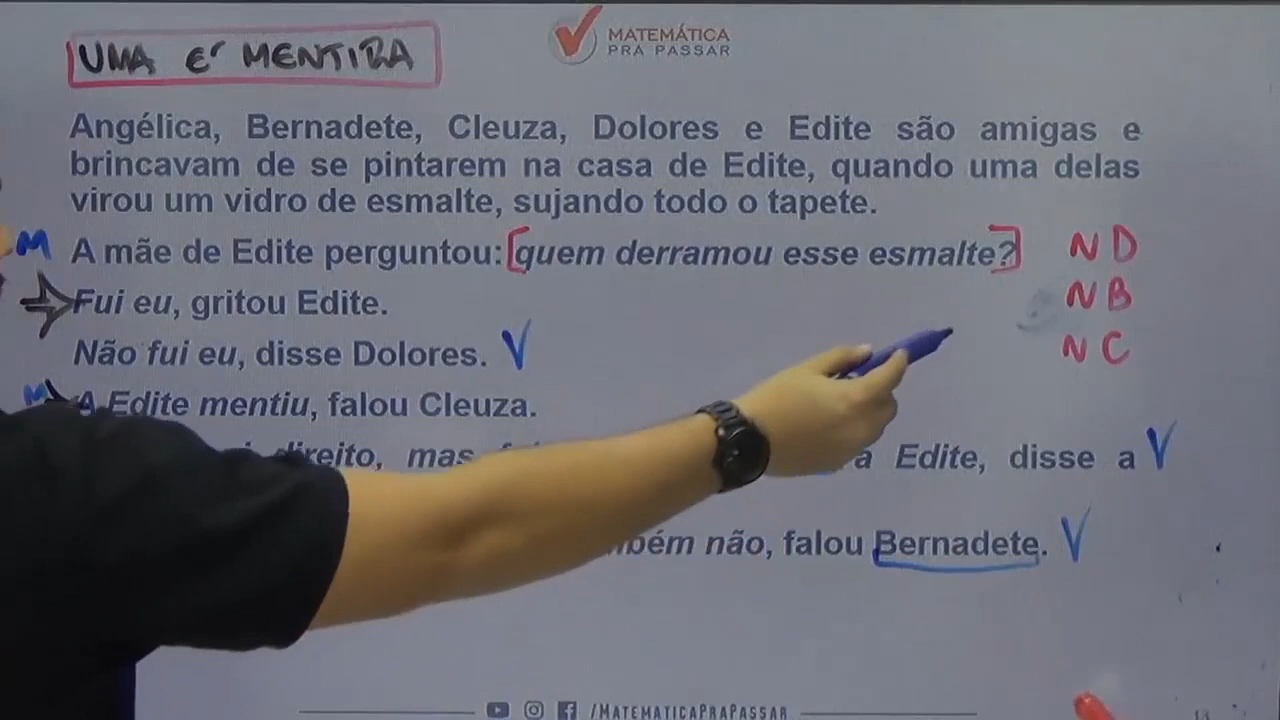 UMA É MENTIRA
MATEMÁTICA
PRA PASSAR
Angélica, Bernadete, Cleuza, Dolores e Edite são amigas e
brincavam de se pintarem na casa de Edite, quando uma delas
virou um vidro de esmalte, sujando todo o tapete.
M A mãe de Edite perguntou: [quem derramou esse esmalte?] N D
Fui eu, gritou Edite. N B
Não fui eu, disse Dolores. V N C
M A Edite mentiu, falou Cleuza.
direito, mas Edite, disse a V
não, falou Bernadete. V
/MATEMATICAPRAPASSAR